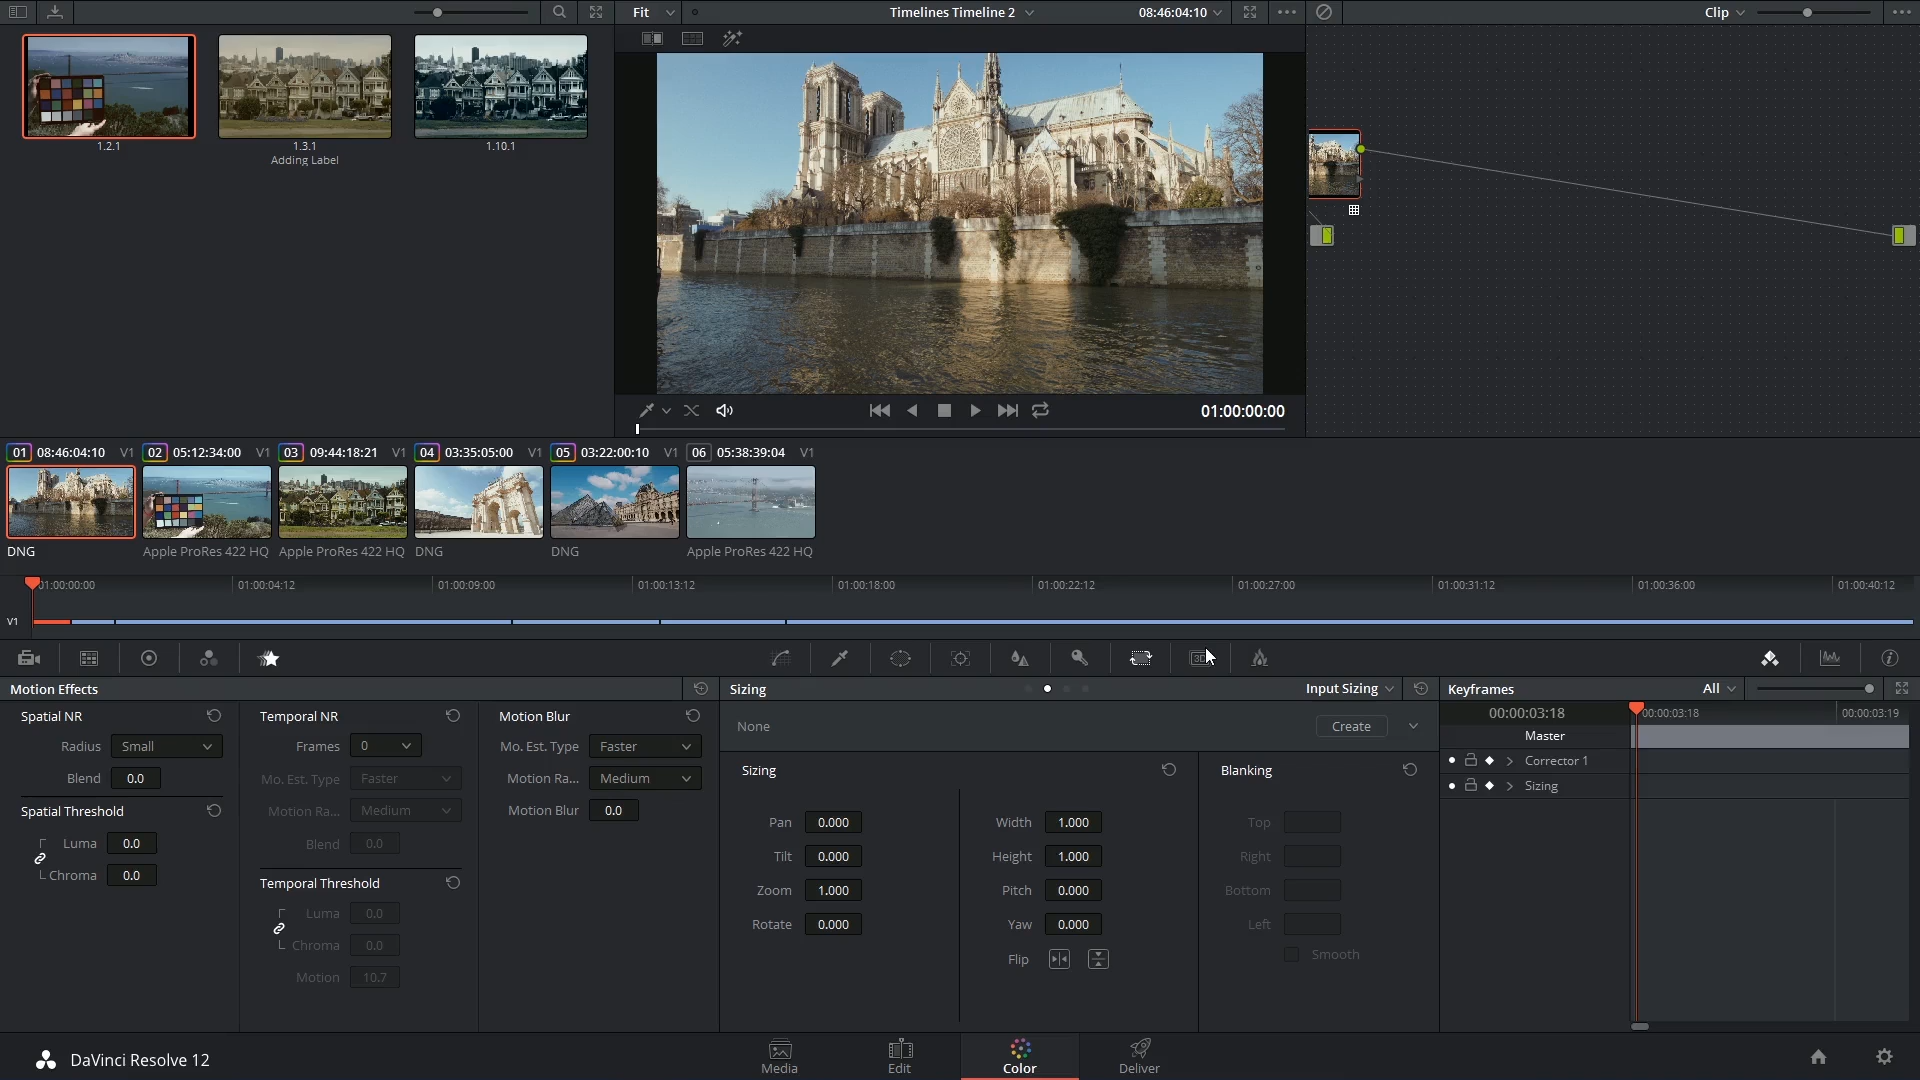 Fit
Timelines Timeline 2
08:46:04:10
Clip
1.2.1
1.3.1
Adding Label
1.10.1
01:00:00:00
01 08:46:04:10 V1
02 05:12:34:00 V1
03 09:44:18:21 V1
04 03:35:05:00 V1
05 03:22:00:10 V1
06 05:38:39:04 V1
DNG
Apple ProRes 422 HQ
Apple ProRes 422 HQ
DNG
DNG
Apple ProRes 422 HQ
01:00:00:00
01:00:04:12
01:00:09:00
01:00:13:12
01:00:18:00
01:00:22:12
01:00:27:00
01:00:31:12
01:00:36:00
01:00:40:12
V1
3D
Motion Effects
Spatial NR
Radius Small
Blend 0.0
Spatial Threshold
Luma 0.0
Chroma 0.0
Temporal NR
Frames 0
Mo. Est. Type Faster
Motion Ra... Medium
Blend 0.0
Temporal Threshold
Luma 0.0
Chroma 0.0
Motion 10.7
Motion Blur
Mo. Est. Type Faster
Motion Ra... Medium
Motion Blur 0.0
Sizing
Input Sizing
None
Create
Sizing
Pan 0.000
Tilt 0.000
Zoom 1.000
Rotate 0.000
Width 1.000
Height 1.000
Pitch 0.000
Yaw 0.000
Flip
Blanking
Top
Right
Bottom
Left
Smooth
Keyframes
All
00:00:03:18
00:00:03:18
00:00:03:19
Master
Corrector 1
Sizing
DaVinci Resolve 12
Media
Edit
Color
Deliver